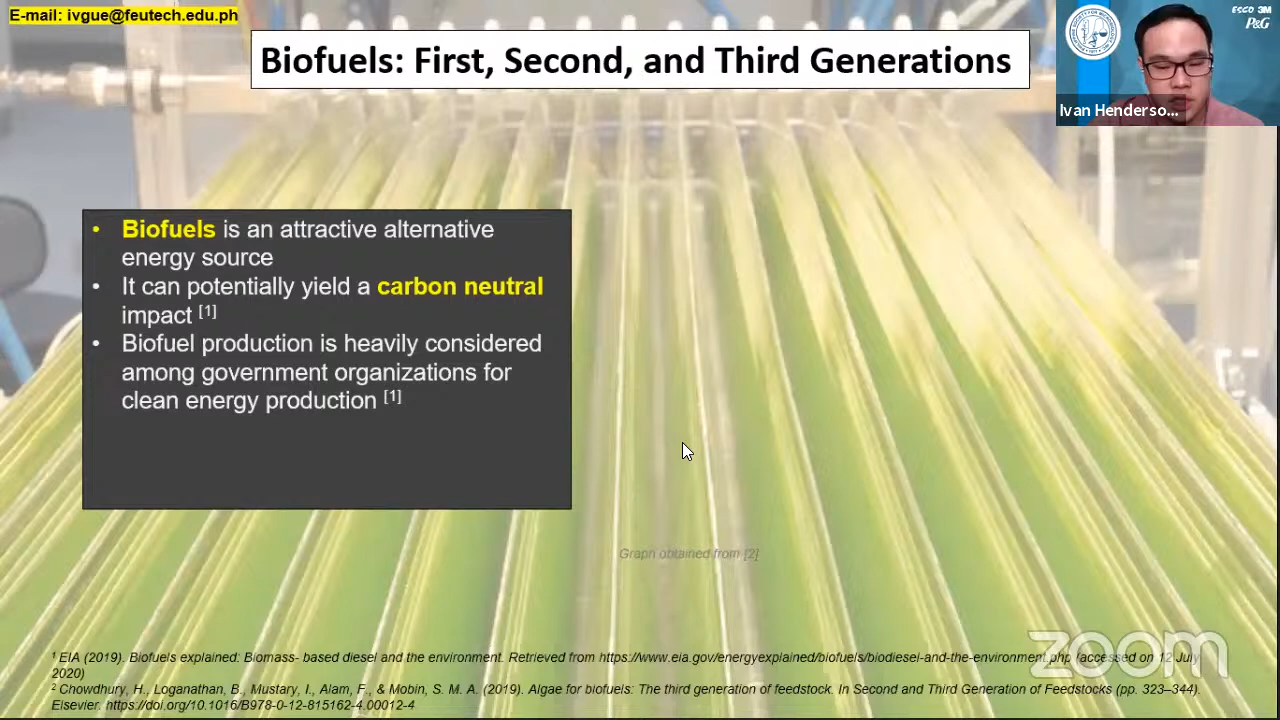 E-mail: ivgue@feutech.edu.ph
ESCO 3M
P&G
Biofuels: First, Second, and Third Generations
Ivan Henderso...
• Biofuels is an attractive alternative
energy source
• It can potentially yield a carbon neutral
impact [1]
• Biofuel production is heavily considered
among government organizations for
clean energy production [1]
Graph obtained from [2]
zoom
1 EIA (2019). Biofuels explained: Biomass- based diesel and the environment. Retrieved from https://www.eia.gov/energyexplained/biofuels/biodiesel-and-the-environment.php (accessed on 12 July
2020)
2 Chowdhury, H., Loganathan, B., Mustary, I., Alam, F., & Mobin, S. M. A. (2019). Algae for biofuels: The third generation of feedstock. In Second and Third Generation of Feedstocks (pp. 323–344).
Elsevier. https://doi.org/10.1016/B978-0-12-815162-4.00012-4